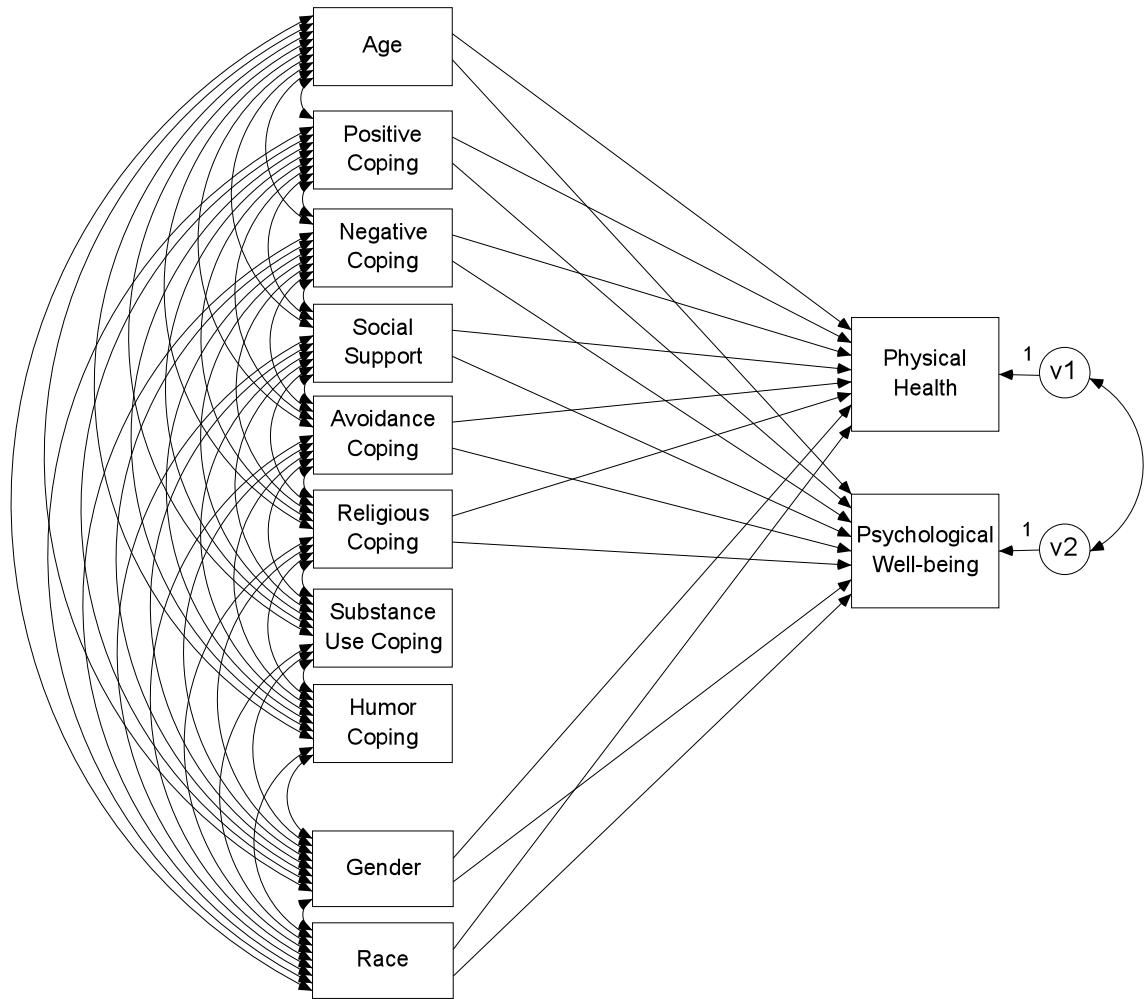 Age
Positive
Coping
Negative
Coping
Social
Support
Avoidance
Coping
Religious
Coping
Substance
Use Coping
Humor
Coping
Gender
Race
Physical
Health
1
v1
Psychological
Well-being
1
v2